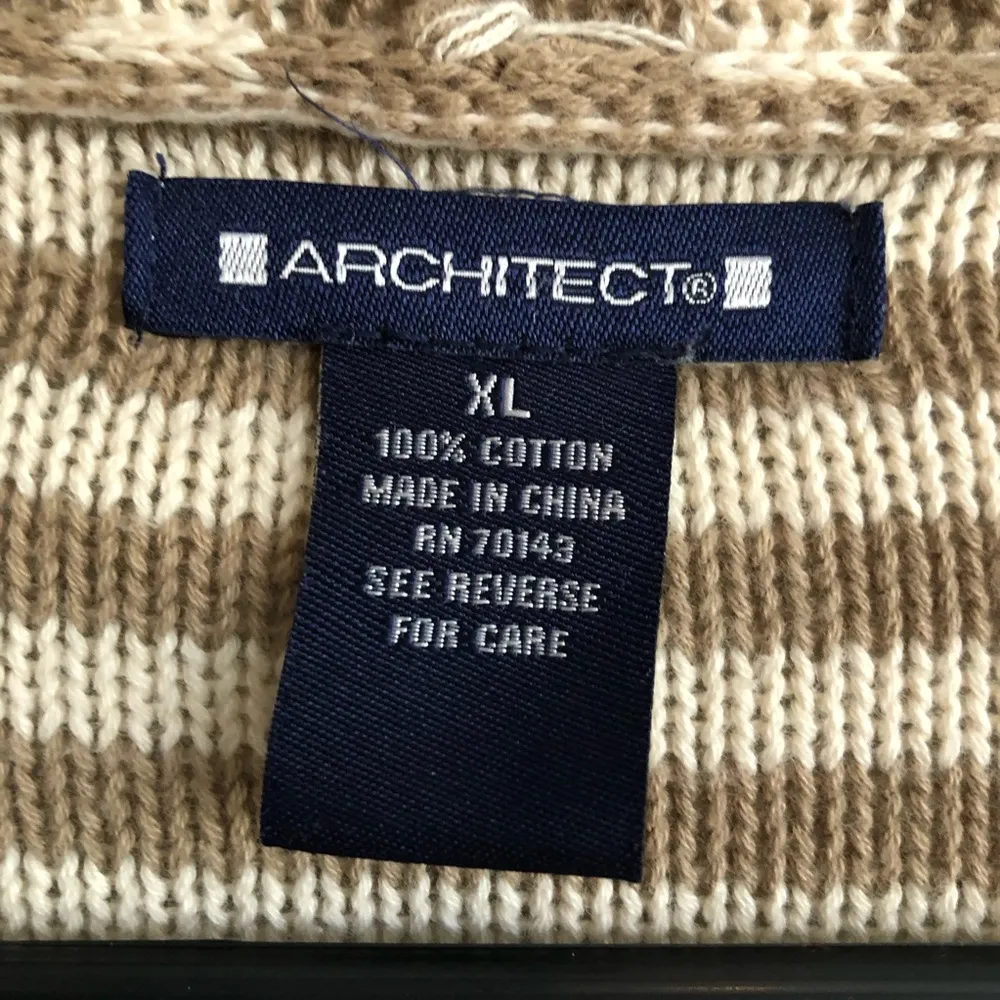 ARCHITECT®
XL
100% COTTON
MADE IN CHINA
RN 70143
SEE REVERSE
FOR CARE